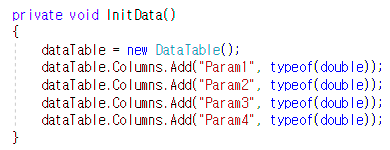 private void InitData()
{
dataTable = new DataTable();
dataTable.Columns.Add("Param1", typeof(double));
dataTable.Columns.Add("Param2", typeof(double));
dataTable.Columns.Add("Param3", typeof(double));
dataTable.Columns.Add("Param4", typeof(double));
}